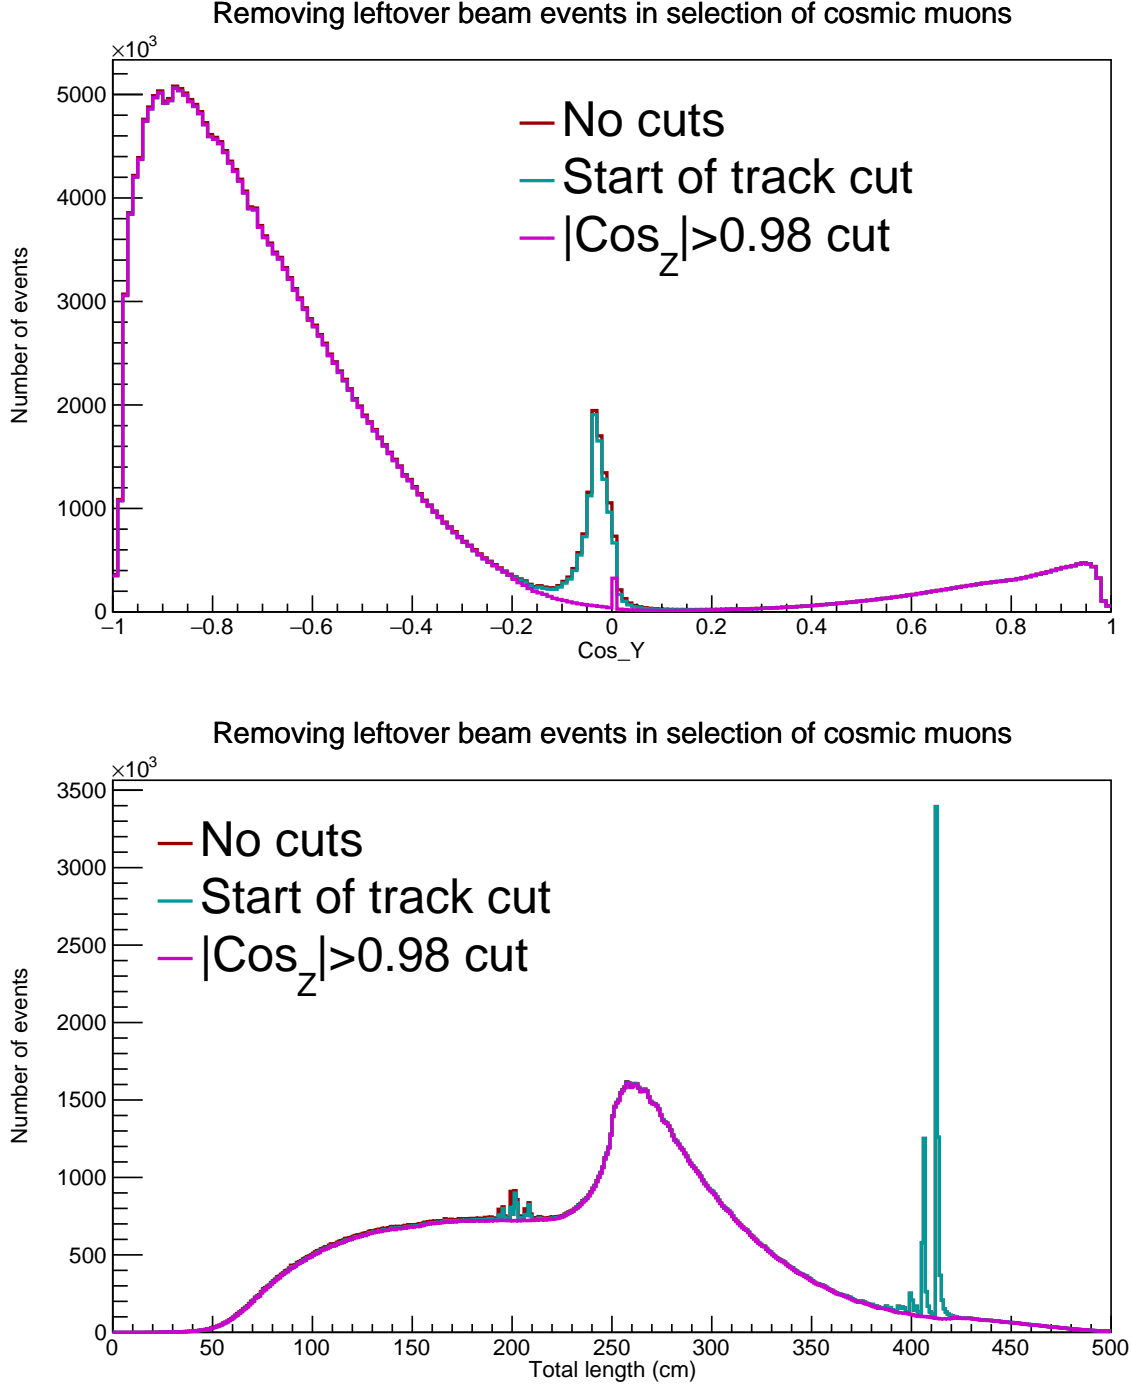 Removing leftover beam events in selection of cosmic muons
×10³
No cuts
Start of track cut
|Cos_Z|>0.98 cut
Number of events
5000
4000
3000
2000
1000
0
−1 −0.8 −0.6 −0.4 −0.2 0 0.2 0.4 0.6 0.8 1
Cos_Y
Removing leftover beam events in selection of cosmic muons
×10³
No cuts
Start of track cut
|Cos_Z|>0.98 cut
Number of events
3500
3000
2500
2000
1500
1000
500
0
0 50 100 150 200 250 300 350 400 450 500
Total length (cm)